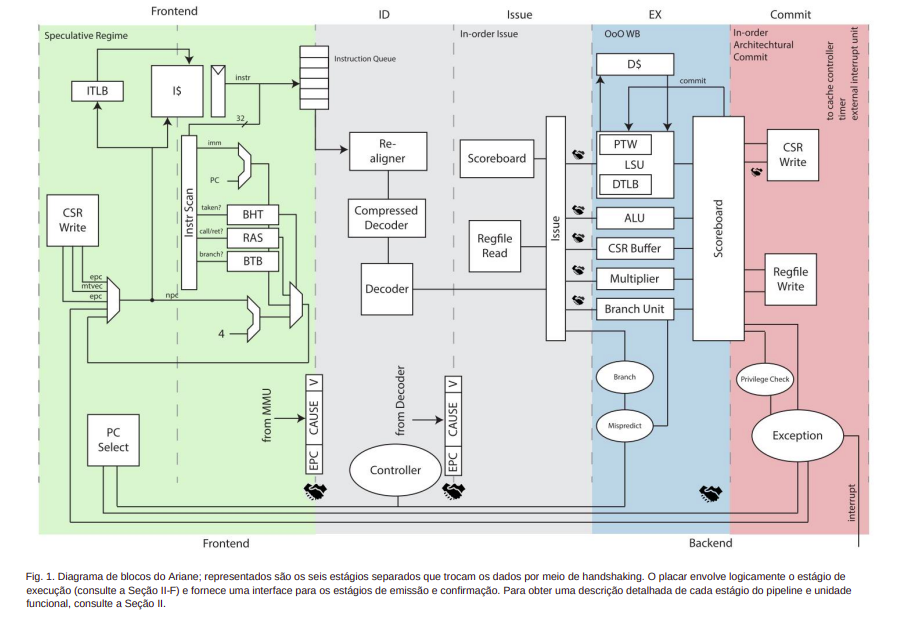 Frontend
ID
Issue
EX
Commit
Speculative Regime
In-order Issue
OoO WB
In-order
Architechtural
Commit
to cache controller
timer
external interrupt unit
ITLB
I$
instr
Instruction Queue
32
D$
commit
Instr Scan
imm
PC
taken?
BHT
call/ret?
RAS
branch?
BTB
Re-
aligner
Compressed
Decoder
Decoder
Scoreboard
Regfile
Read
Issue
PTW
LSU
DTLB
ALU
CSR Buffer
Multiplier
Branch Unit
Scoreboard
CSR
Write
Regfile
Write
CSR
Write
epc
mtvec
epc
npc
4
Branch
Mispredict
Privilege Check
Exception
PC
Select
from MMU
EPC CAUSE V
from Decoder
EPC CAUSE V
Controller
interrupt
Frontend
Backend
Fig. 1. Diagrama de blocos do Ariane; representados são os seis estágios separados que trocam os dados por meio de handshaking. O placar envolve logicamente o estágio de
execução (consulte a Seção II-F) e fornece uma interface para os estágios de emissão e confirmação. Para obter uma descrição detalhada de cada estágio do pipeline e unidade
funcional, consulte a Seção II.